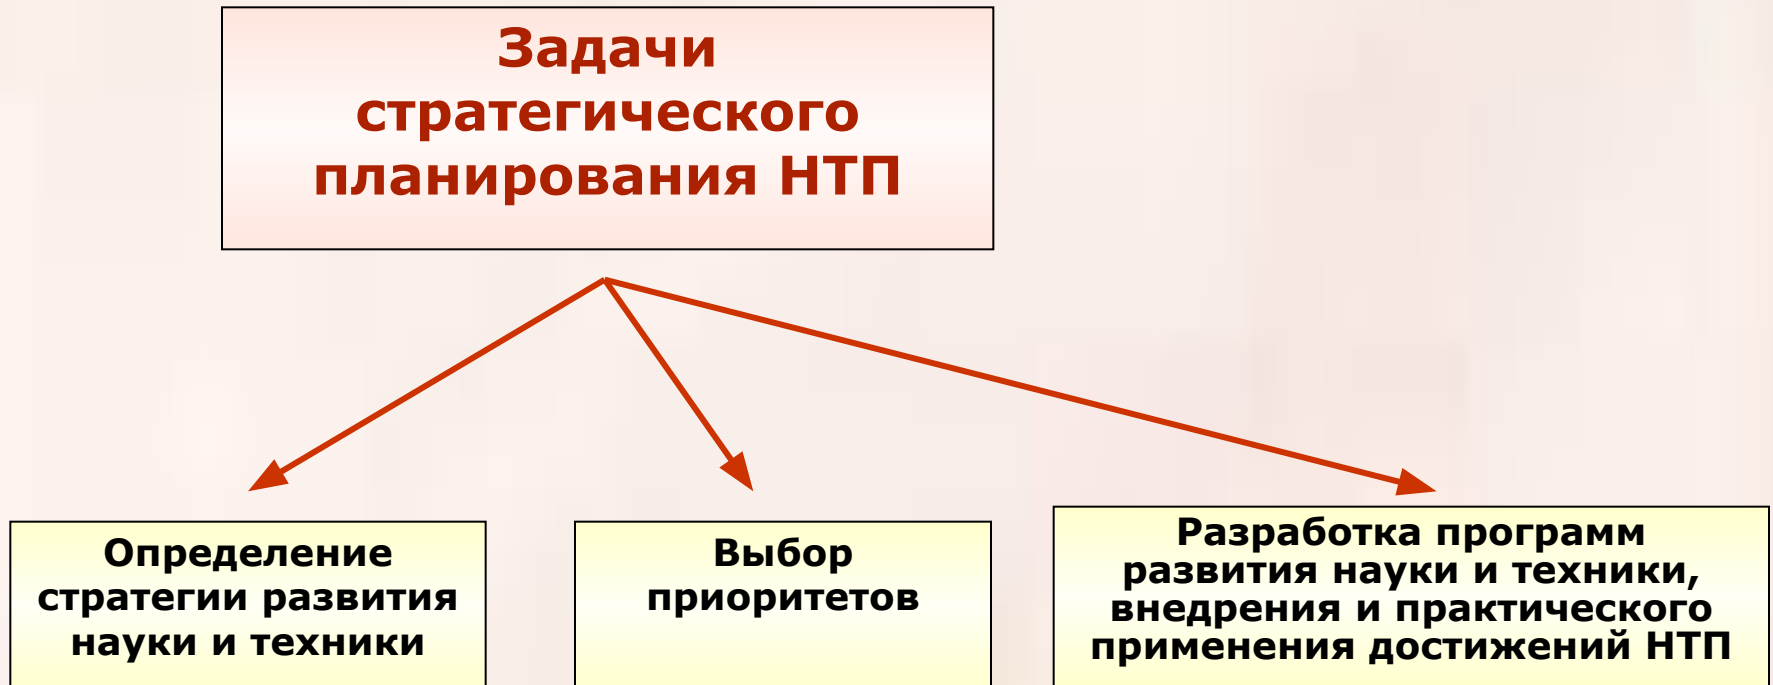 Задачи
стратегического
планирования НТП
Определение
стратегии развития
науки и техники
Выбор
приоритетов
Разработка программ
развития науки и техники,
внедрения и практического
применения достижений НТП